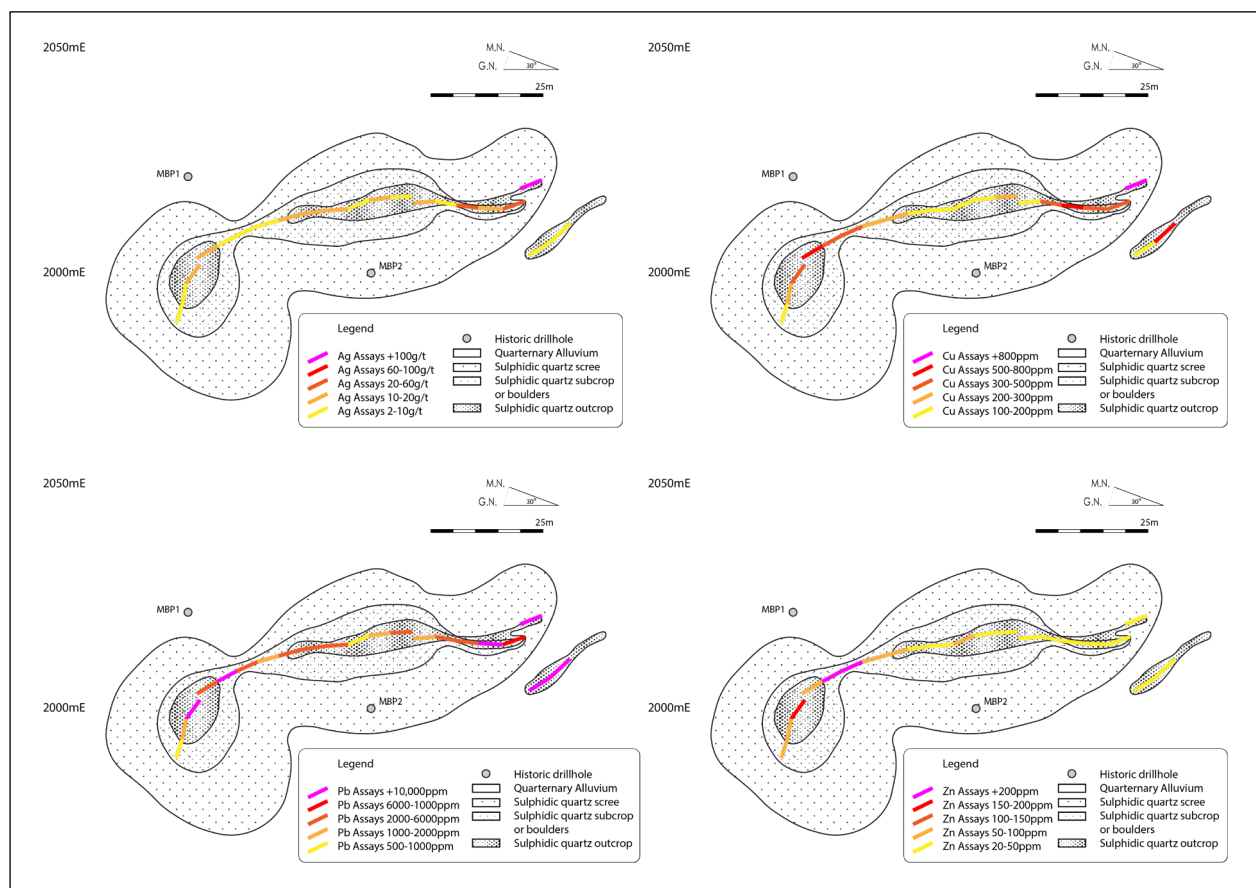 2050mE
M.N.
G.N.
30°
25m
MBP1
2000mE
MBP2
Legend
Ag Assays +100g/t
Ag Assays 60-100g/t
Ag Assays 20-60g/t
Ag Assays 10-20g/t
Ag Assays 2-10g/t
Historic drillhole
Quarternary Alluvium
Sulphidic quartz scree
Sulphidic quartz subcrop
or boulders
Sulphidic quartz outcrop
2050mE
M.N.
G.N.
30°
25m
MBP1
2000mE
MBP2
Legend
Cu Assays +800ppm
Cu Assays 500-800ppm
Cu Assays 300-500ppm
Cu Assays 200-300ppm
Cu Assays 100-200ppm
Historic drillhole
Quarternary Alluvium
Sulphidic quartz scree
Sulphidic quartz subcrop
or boulders
Sulphidic quartz outcrop
2050mE
M.N.
G.N.
30°
25m
MBP1
2000mE
MBP2
Legend
Pb Assays +10,000ppm
Pb Assays 6000-1000ppm
Pb Assays 2000-6000ppm
Pb Assays 1000-2000ppm
Pb Assays 500-1000ppm
Historic drillhole
Quarternary Alluvium
Sulphidic quartz scree
Sulphidic quartz subcrop
or boulders
Sulphidic quartz outcrop
2050mE
M.N.
G.N.
30°
25m
MBP1
2000mE
MBP2
Legend
Zn Assays +200ppm
Zn Assays 150-200ppm
Zn Assays 100-150ppm
Zn Assays 50-100ppm
Zn Assays 20-50ppm
Historic drillhole
Quarternary Alluvium
Sulphidic quartz scree
Sulphidic quartz subcrop
or boulders
Sulphidic quartz outcrop